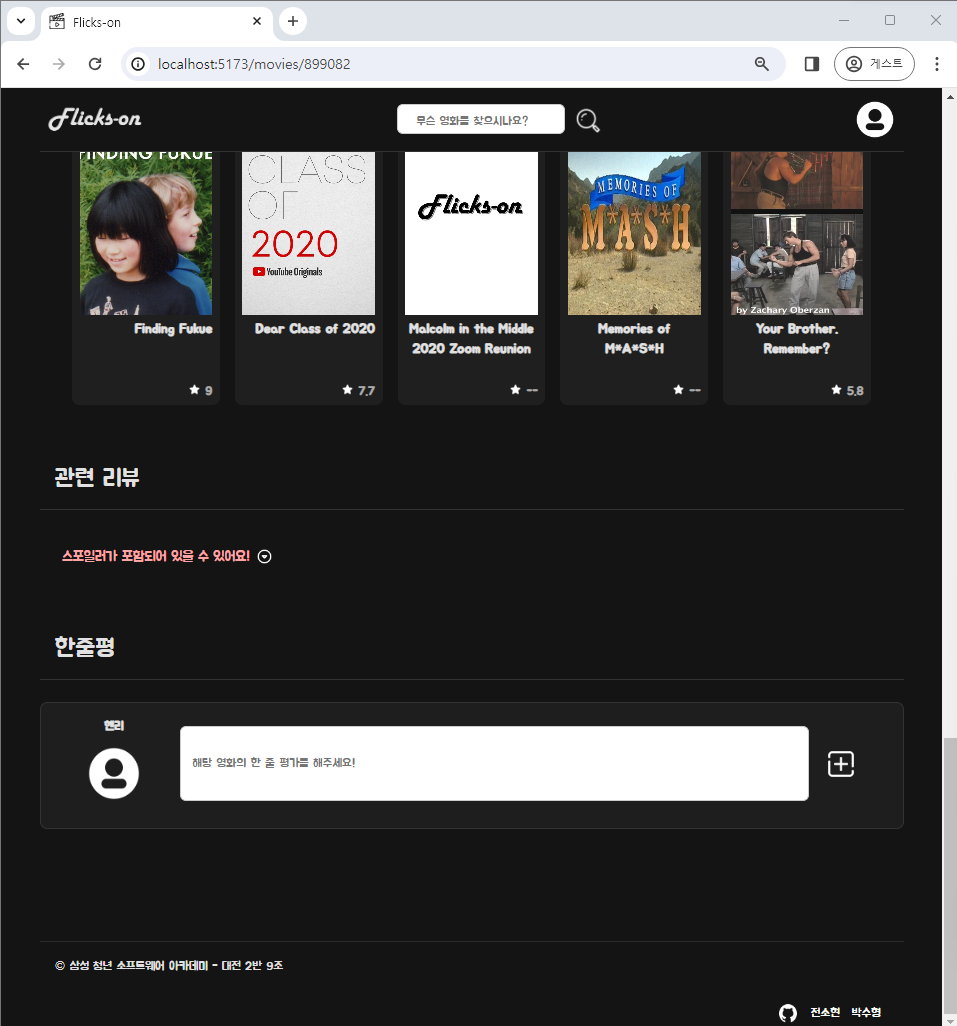 Flicks-on
localhost:5173/movies/899082
게스트
Flicks-on
무슨 영화를 찾으시나요?
FINDING FUKUE
CLASS
OF
2020
YouTube Originals
Flicks-on
MEMORIES OF
M*A*S*H
by Zachary Oberzan
Finding Fukue
Dear Class of 2020
Malcolm in the Middle
2020 Zoom Reunion
Memories of
M*A*S*H
Your Brother.
Remember?
9
7.7
--
--
5.8
관련 리뷰
스포일러가 포함되어 있을 수 있어요!
한줄평
헨리
해당 영화의 한 줄 평가를 해주세요!
© 삼성 청년 소프트웨어 아카데미 - 대전 2반 9조
전소현 박수형